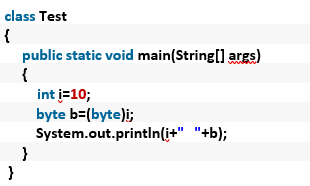 class Test
{
public static void main(String[] args)
{
int i=10;
byte b=(byte)i;
System.out.println(i+"   "+b);
}
}